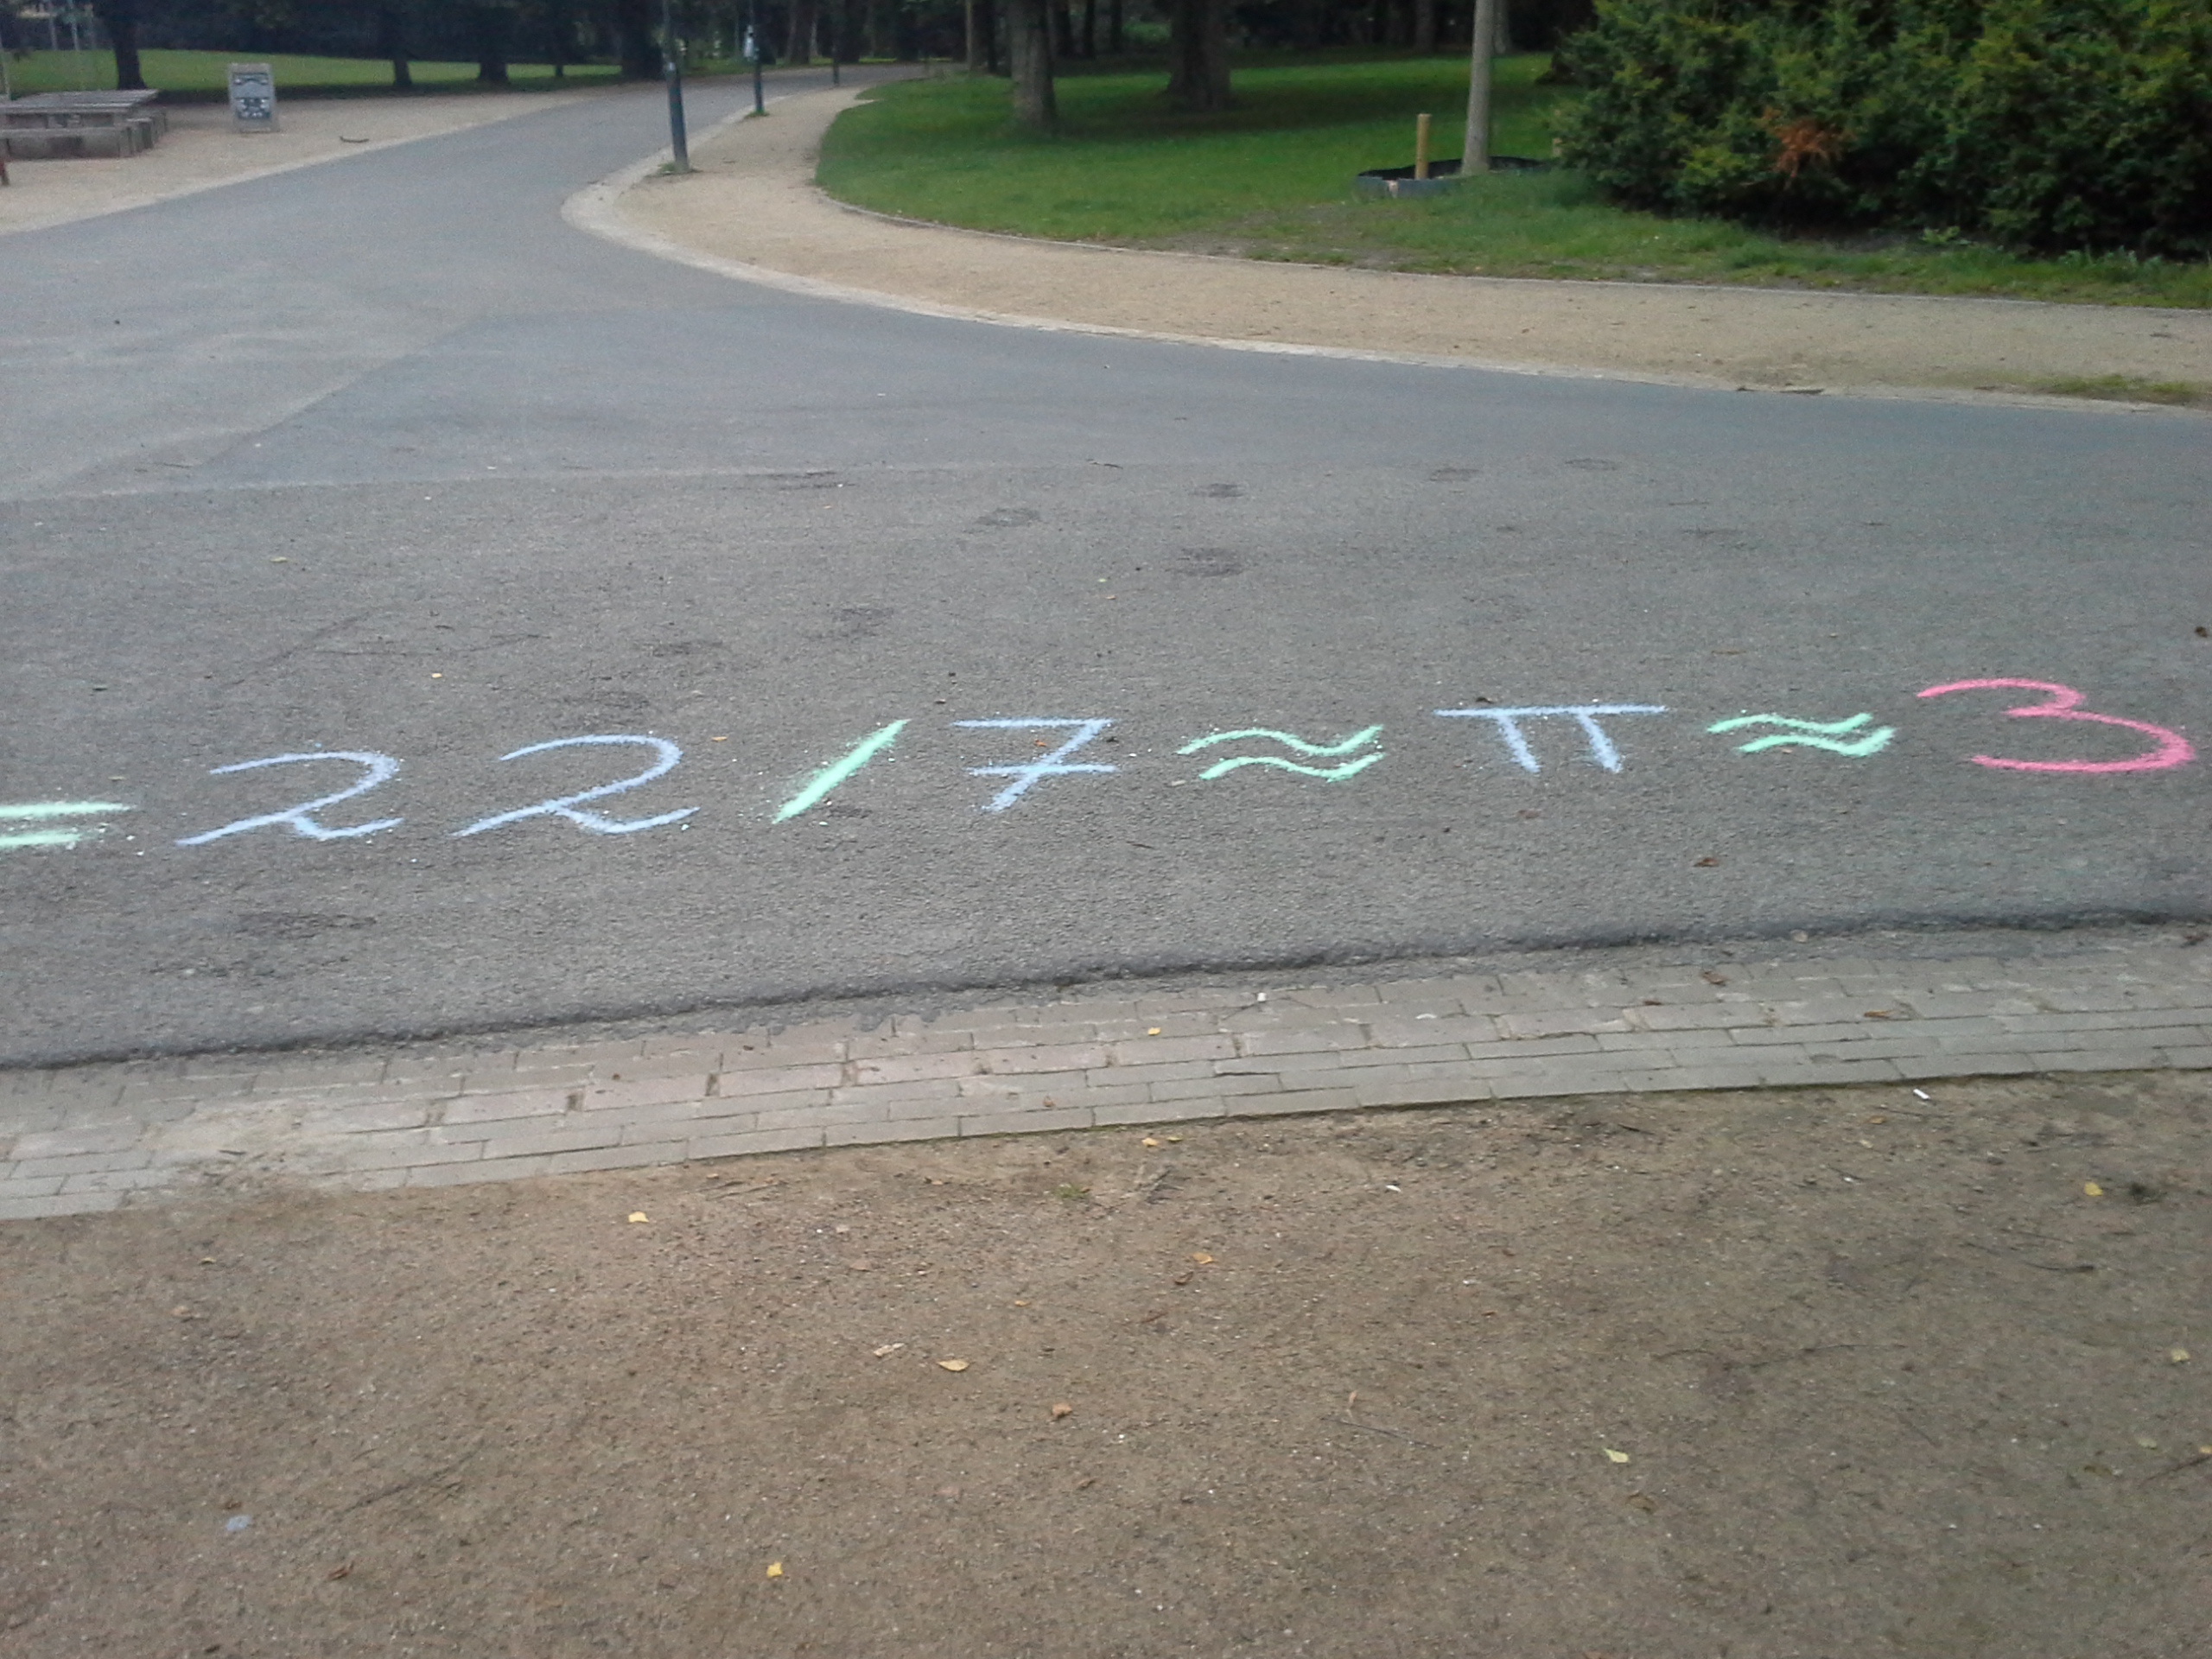 = 22/7 ≈ π ≈ 3